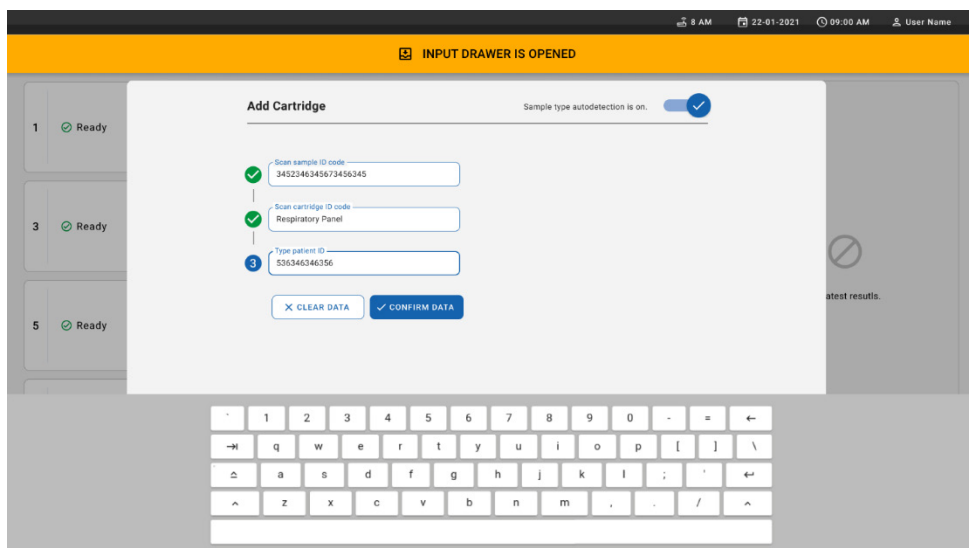 8 AM 22-01-2021 09:00 AM User Name
INPUT DRAWER IS OPENED
Add Cartridge Sample type autodetection is on.
1 Ready
Scan sample ID code
3452346345673456345
Scan cartridge ID code
Respiratory Panel
3 Ready
Type patient ID
3 536346346356
atest resutls.
CLEAR DATA CONFIRM DATA
5 Ready
` 1 2 3 4 5 6 7 8 9 0 - = ←
q w e r t y u i o p [ ] \
a s d f g h j k l ; '
z x c v b n m , . /